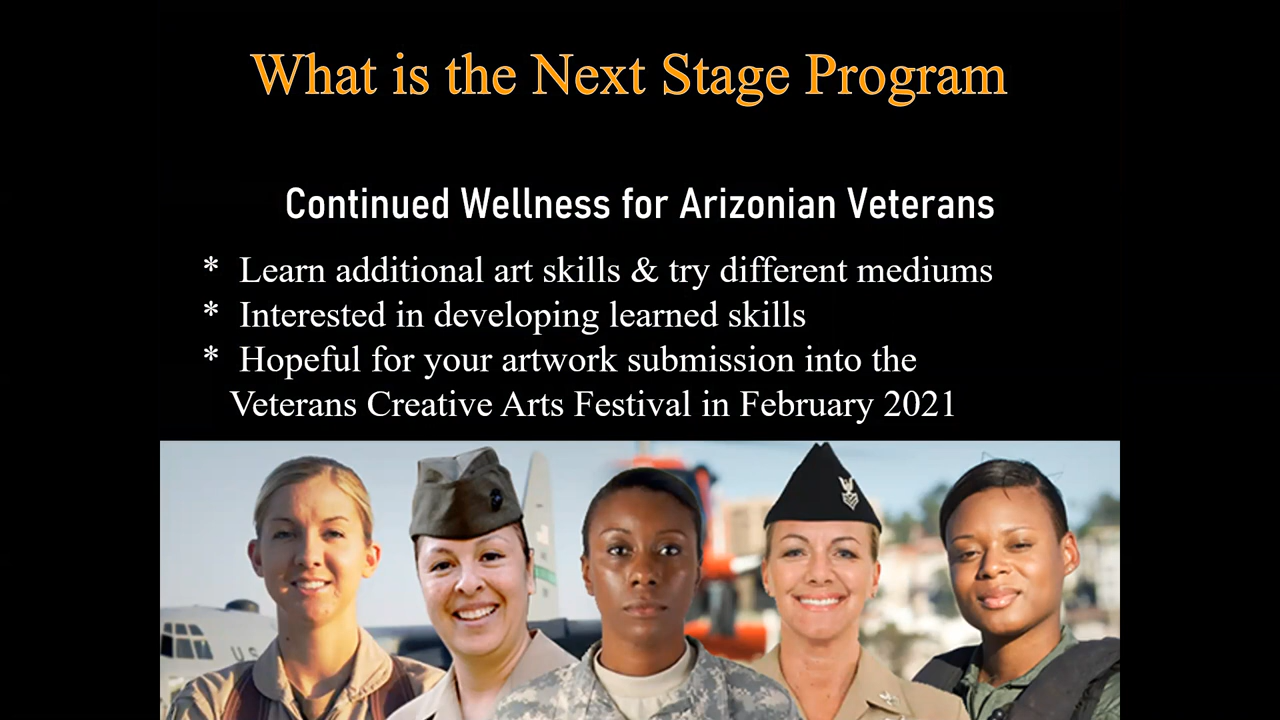 What is the Next Stage Program
Continued Wellness for Arizonian Veterans
* Learn additional art skills & try different mediums
* Interested in developing learned skills
* Hopeful for your artwork submission into the
Veterans Creative Arts Festival in February 2021
U S